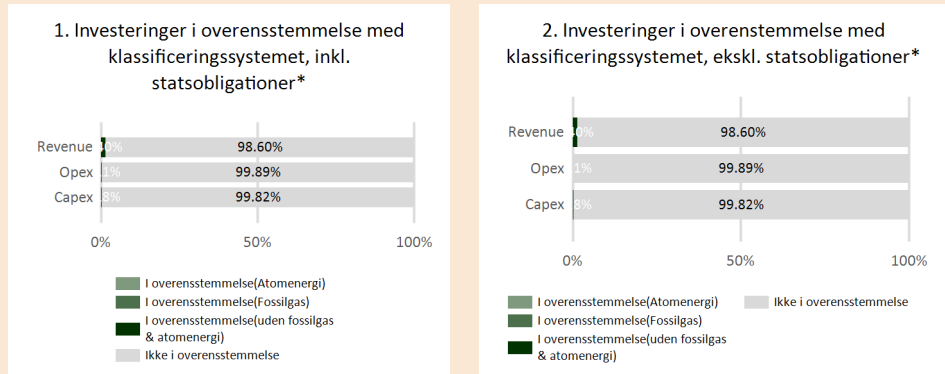 1. Investeringer i overensstemmelse med
klassificeringssystemet, inkl.
statsobligationer*
Revenue 98.60%
Opex 99.89%
Capex 99.82%
0% 50% 100%
I overensstemmelse(Atomenergi)
I overensstemmelse(Fossilgas)
I overensstemmelse(uden fossilgas
& atomenergi)
Ikke i overensstemmelse
2. Investeringer i overenstemmelse med
klassificeringssystemet, ekskl. statsobligationer*
Revenue 98.60%
Opex 99.89%
Capex 99.82%
0% 50% 100%
I overensstemmelse(Atomenergi)
Ikke i overensstemmelse
I overensstemmelse(Fossilgas)
I overensstemmelse(uden fossilgas
& atomenergi)